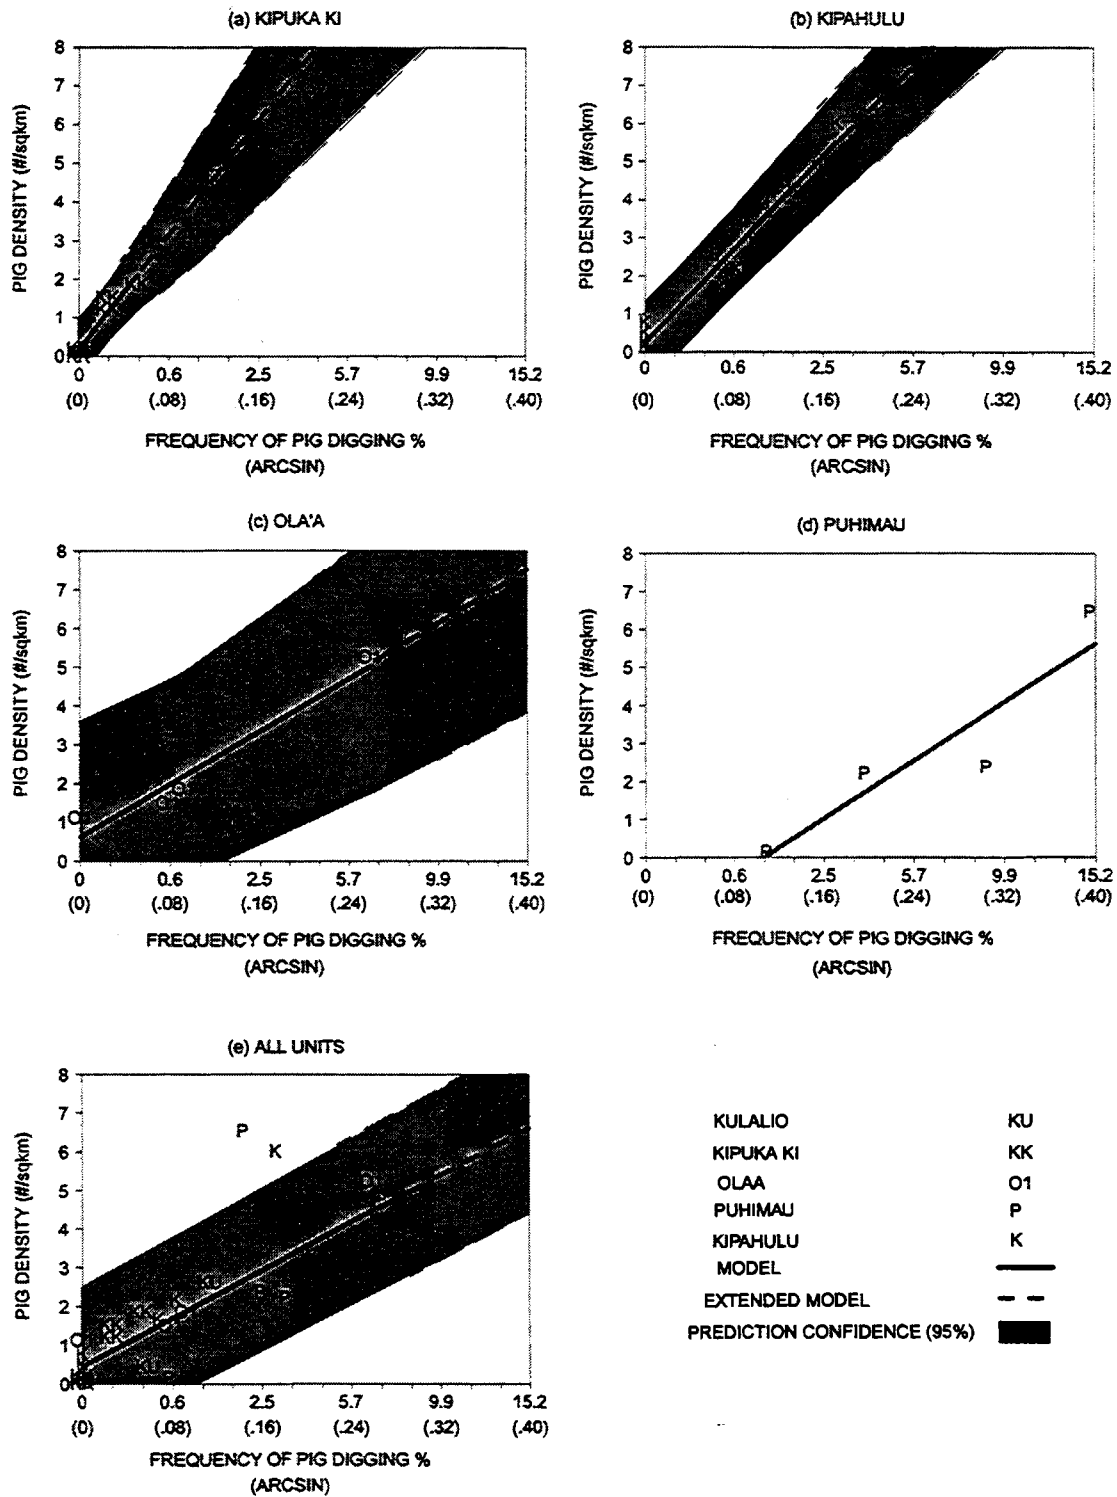 (a) KIPUKA KI
PIG DENSITY (#/sqkm)
8
7
6
5
4
3
2
1
0
0 0.6 2.5 5.7 9.9 15.2
(0) (.08) (.16) (.24) (.32) (.40)
FREQUENCY OF PIG DIGGING %
(ARCSIN)
(b) KIPAHULU
PIG DENSITY (#/sqkm)
8
7
6
5
4
3
2
1
0
0 0.6 2.5 5.7 9.9 15.2
(0) (.08) (.16) (.24) (.32) (.40)
FREQUENCY OF PIG DIGGING %
(ARCSIN)
(c) OLA'A
PIG DENSITY (#/sqkm)
8
7
6
5
4
3
2
1
0
0 0.6 2.5 5.7 9.9 15.2
(0) (.08) (.16) (.24) (.32) (.40)
FREQUENCY OF PIG DIGGING %
(ARCSIN)
(d) PUHIMAU
PIG DENSITY (#/sqkm)
8
7
6
5
4
3
2
1
0
P
P
P
P
0 0.6 2.5 5.7 9.9 15.2
(0) (.08) (.16) (.24) (.32) (.40)
FREQUENCY OF PIG DIGGING %
(ARCSIN)
(e) ALL UNITS
PIG DENSITY (#/sqkm)
8
7
6
5
4
3
2
1
0
P
K
KU
KU
0 0.6 2.5 5.7 9.9 15.2
(0) (.08) (.16) (.24) (.32) (.40)
FREQUENCY OF PIG DIGGING %
(ARCSIN)
KULALIO KU
KIPUKA KI KK
OLAA O1
PUHIMAU P
KIPAHULU K
MODEL
EXTENDED MODEL
PREDICTION CONFIDENCE (95%)